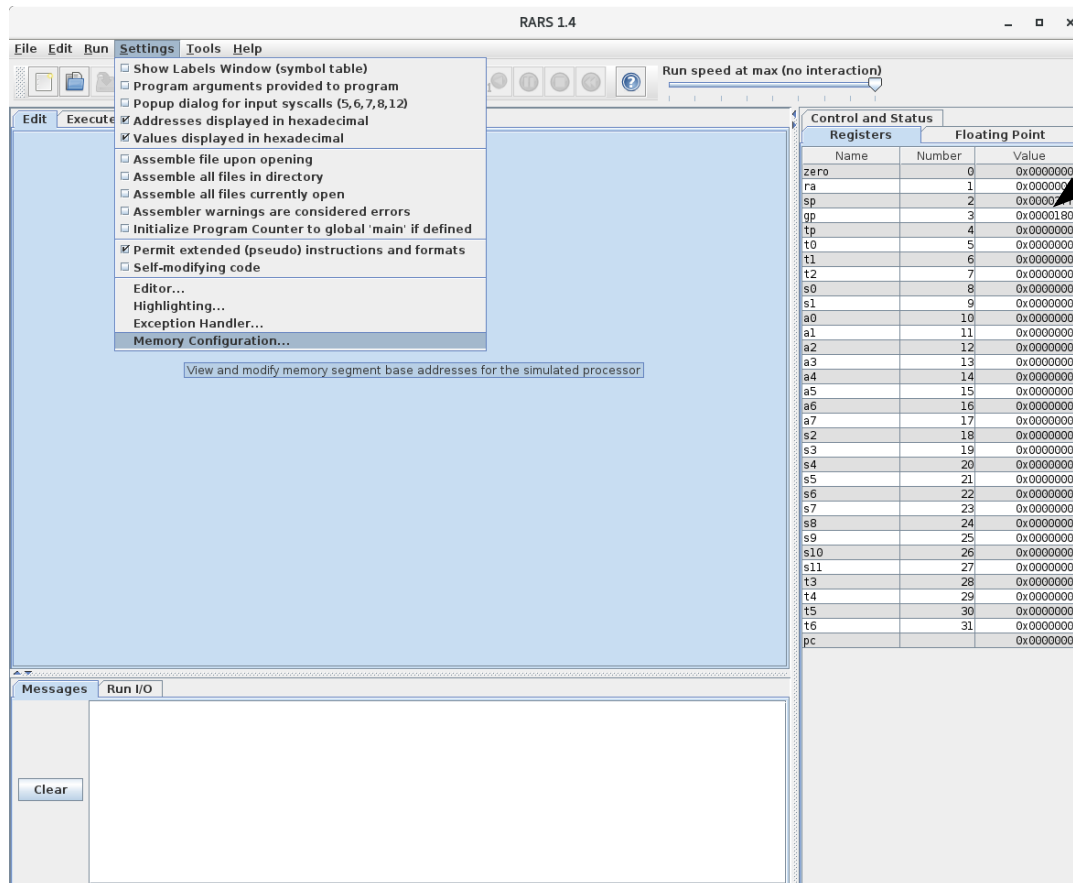 RARS 1.4
File Edit Run Settings Tools Help
Run speed at max (no interaction)
Show Labels Window (symbol table)
Program arguments provided to program
Popup dialog for input syscalls (5,6,7,8,12)
Addresses displayed in hexadecimal
Values displayed in hexadecimal
Assemble file upon opening
Assemble all files in directory
Assemble all files currently open
Assembler warnings are considered errors
Initialize Program Counter to global 'main' if defined
Permit extended (pseudo) instructions and formats
Self-modifying code
Editor...
Highlighting...
Exception Handler...
Memory Configuration...
View and modify memory segment base addresses for the simulated processor
Edit Execute
Control and Status
Registers Floating Point
Name Number Value
zero 0 0x0000000
ra 1 0x000000
sp 2
gp 3 0x0000180
tp 4 0x0000000
t0 5 0x0000000
t1 6 0x0000000
t2 7 0x0000000
s0 8 0x0000000
s1 9 0x0000000
a0 10 0x0000000
a1 11 0x0000000
a2 12 0x0000000
a3 13 0x0000000
a4 14 0x0000000
a5 15 0x0000000
a6 16 0x0000000
a7 17 0x0000000
s2 18 0x0000000
s3 19 0x0000000
s4 20 0x0000000
s5 21 0x0000000
s6 22 0x0000000
s7 23 0x0000000
s8 24 0x0000000
s9 25 0x0000000
s10 26 0x0000000
s11 27 0x0000000
t3 28 0x0000000
t4 29 0x0000000
t5 30 0x0000000
t6 31 0x0000000
pc 0x0000000
Messages Run I/O
Clear